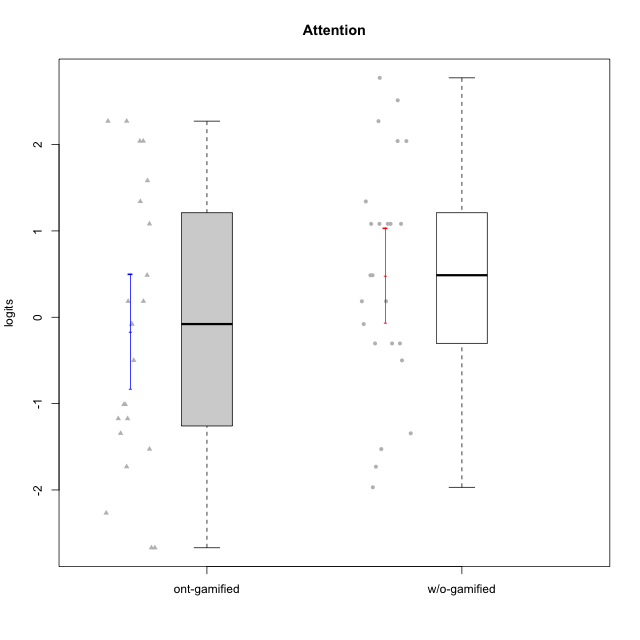 Attention
logits
2
1
0
-1
-2
ont-gamified
w/o-gamified